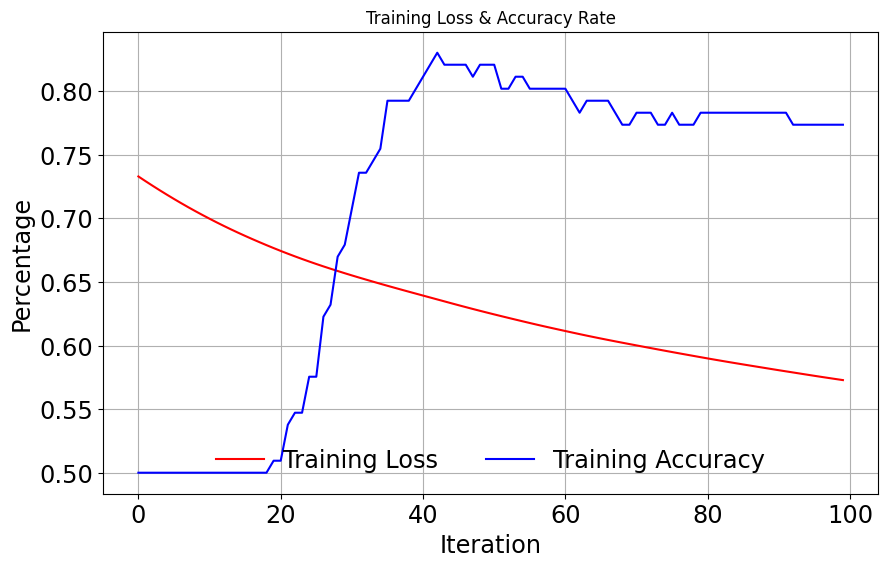 Training Loss & Accuracy Rate
Percentage
0.80
0.75
0.70
0.65
0.60
0.55
0.50
Training Loss
Training Accuracy
0
20
40
60
80
100
Iteration